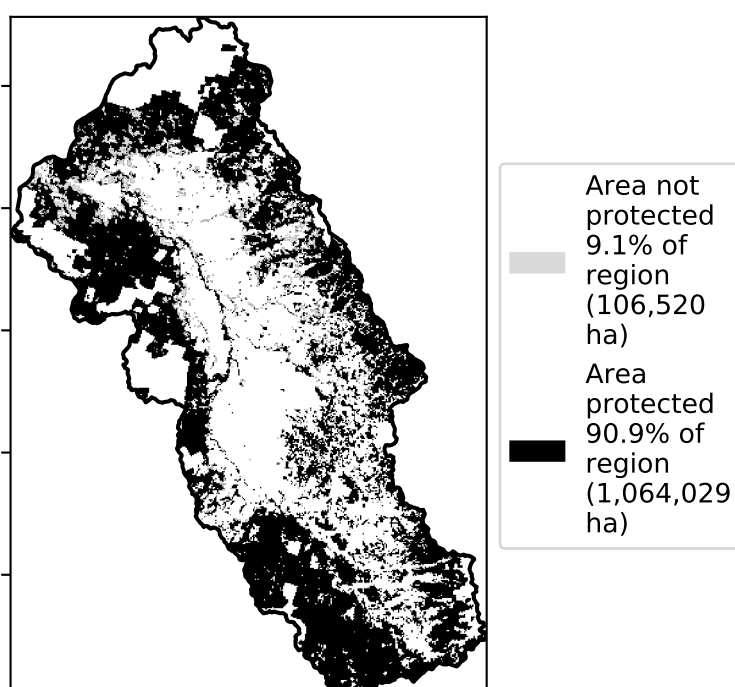 Area not
protected
9.1% of
region
(106,520
ha)
Area
protected
90.9% of
region
(1,064,029
ha)